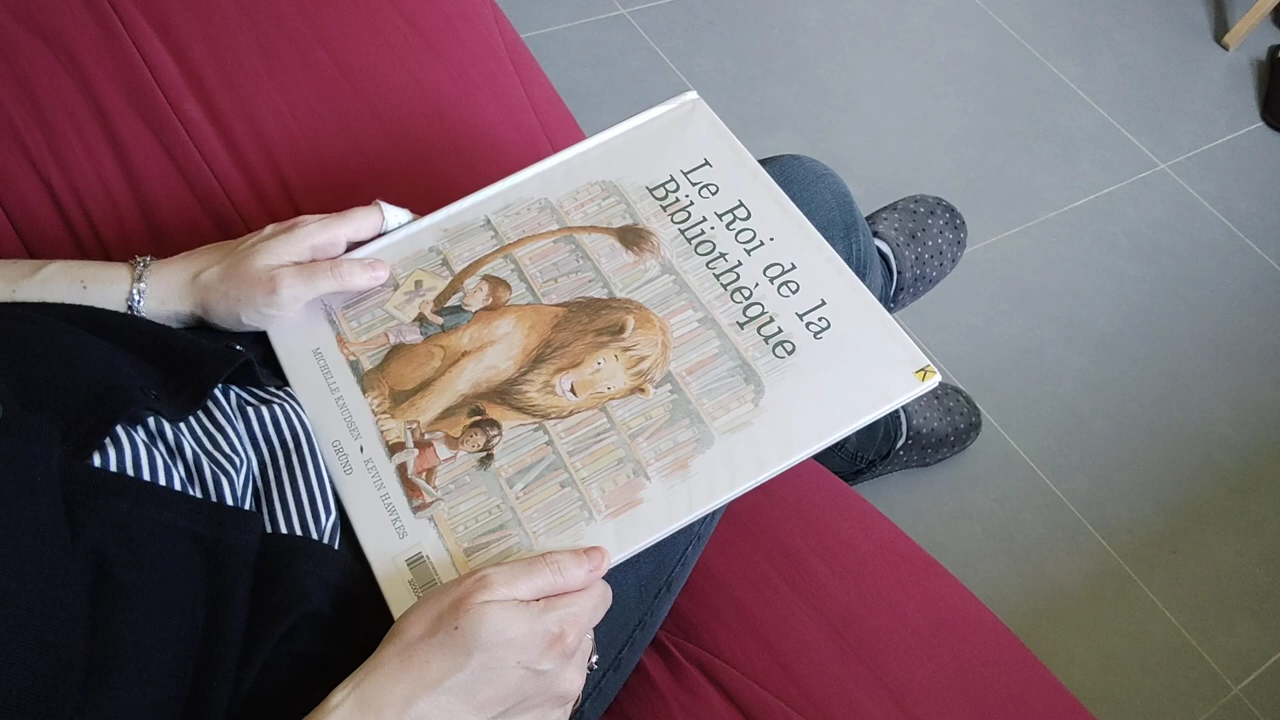 Le Roi de la
Bibliothèque
MICHELLE KNUDSEN KEVIN HAWKES
GRÜND
K